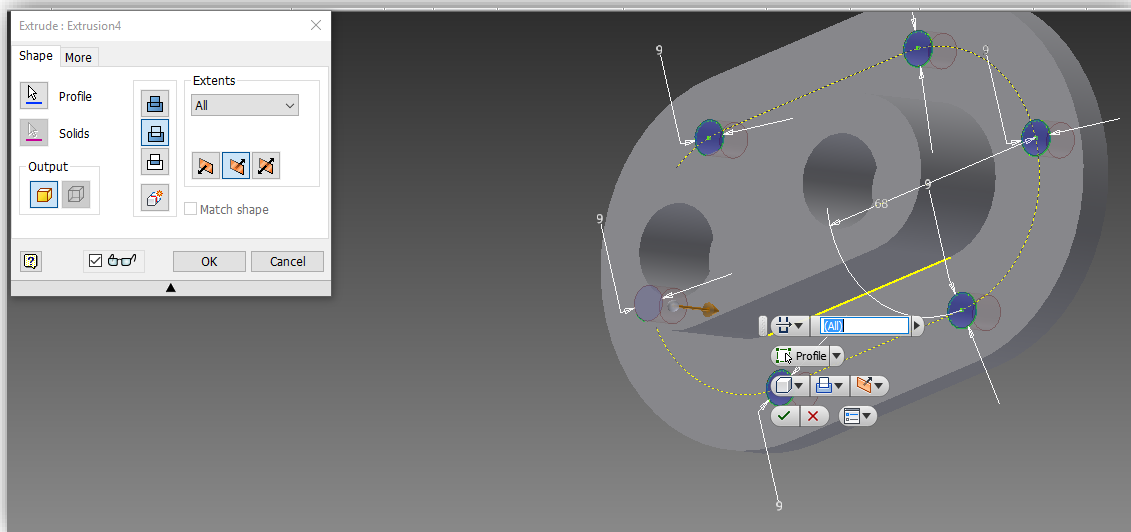 Extrude : Extrusion4
Shape
More
Profile
Solids
Output
Extents
All
Match shape
?
OK
Cancel
9
9
9
68
9
(All)
Profile
9